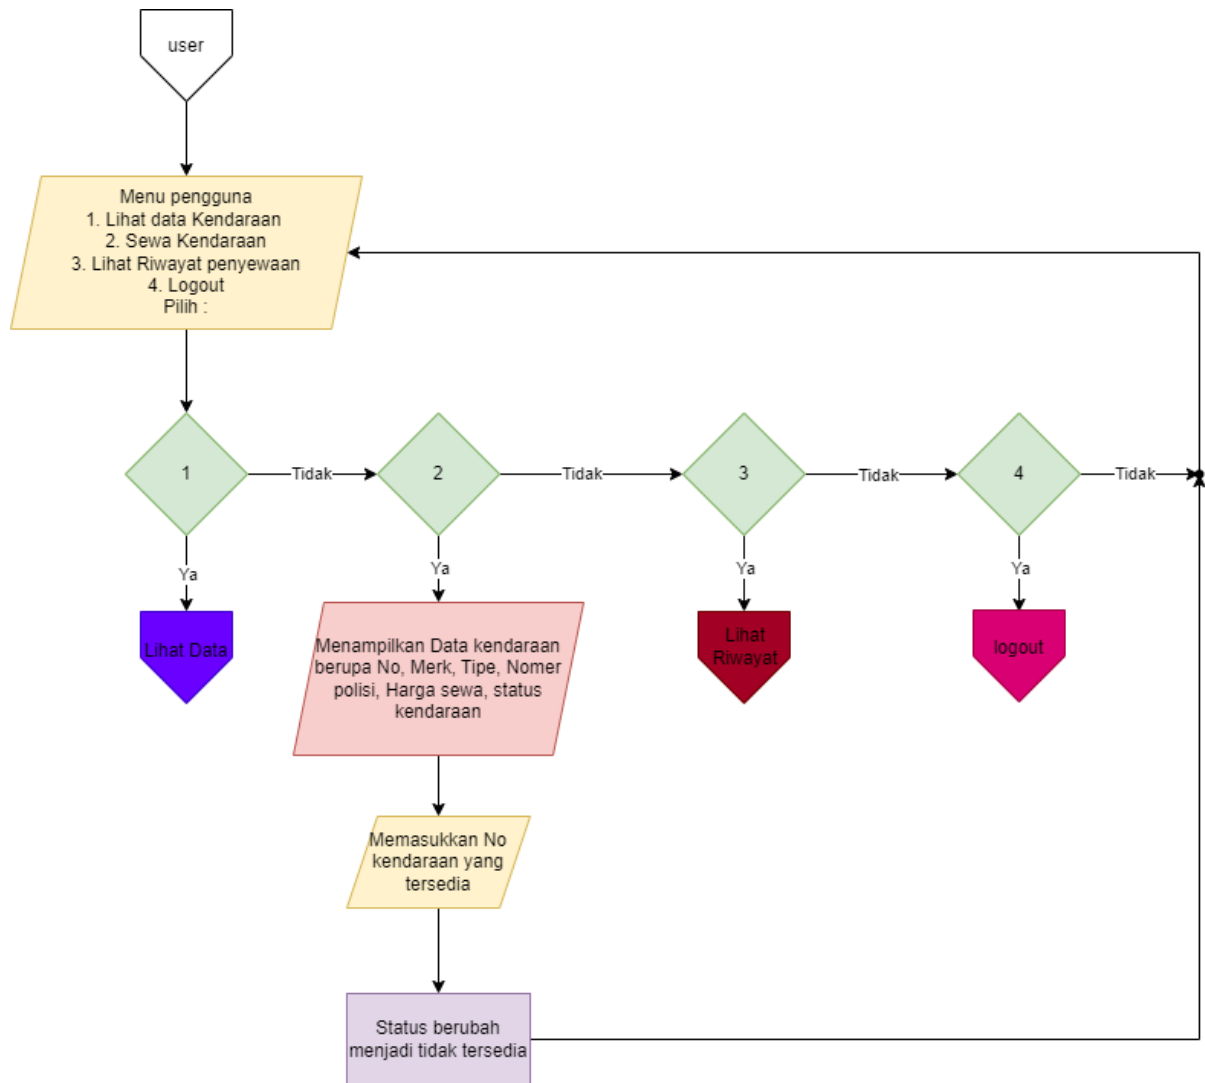 user
Menu pengguna
1. Lihat data Kendaraan
2. Sewa Kendaraan
3. Lihat Riwayat penyewaan
4. Logout
Pilih :
1
Tidak
2
Tidak
3
Tidak
4
Tidak
Ya
Ya
Ya
Ya
Lihat Data
Menampilkan Data kendaraan
berupa No, Merk, Tipe, Nomer
polisi, Harga sewa, status
kendaraan
Lihat
Riwayat
logout
Memasukkan No
kendaraan yang
tersedia
Status berubah
menjadi tidak tersedia